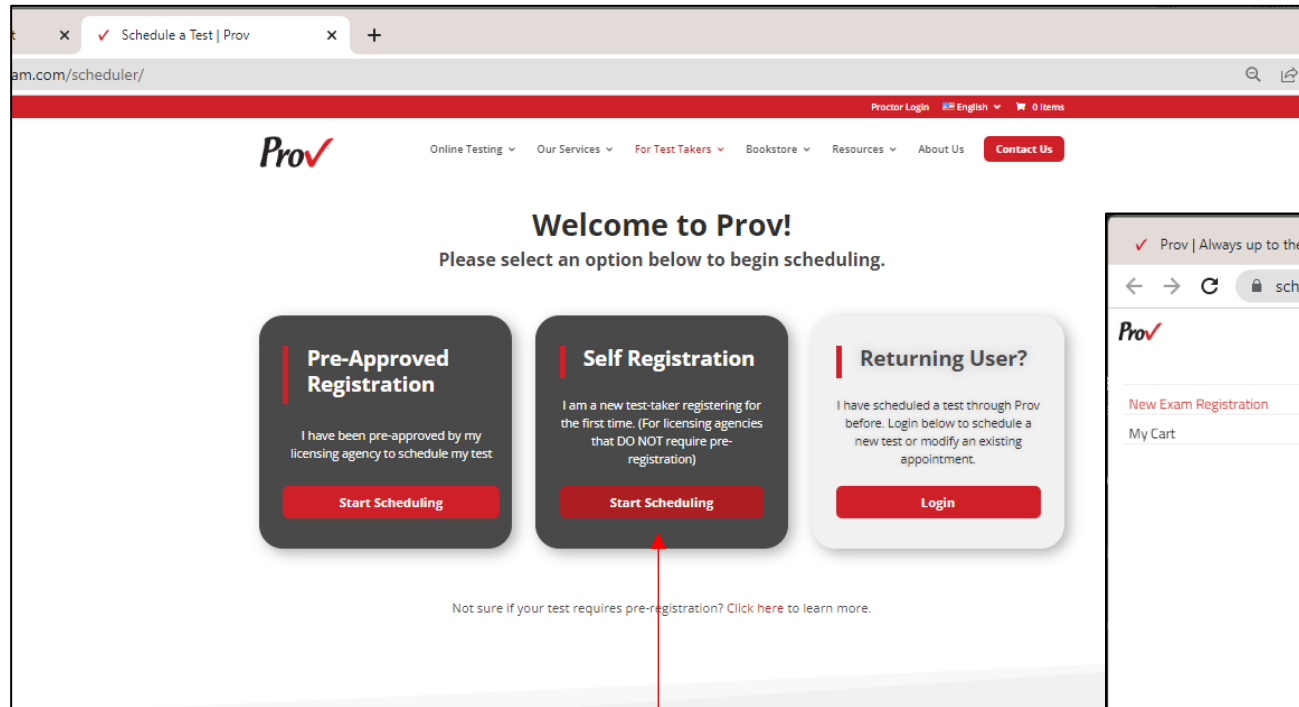 Schedule a Test | Prov
am.com/scheduler/
Proctor Login English 0 Items
Prov
Online Testing Our Services For Test Takers Bookstore Resources About Us Contact Us
Welcome to Prov!
Please select an option below to begin scheduling.
Pre-Approved
Registration
I have been pre-approved by my
licensing agency to schedule my test
Start Scheduling
Self Registration
I am a new test-taker registering for
the first time. (For licensing agencies
that DO NOT require pre-
registration)
Start Scheduling
Returning User?
I have scheduled a test through Prov
before. Login below to schedule a
new test or modify an existing
appointment.
Login
Not sure if your test requires pre-registration? Click here to learn more.
Prov | Always up to the
sch
Prov
New Exam Registration
My Cart